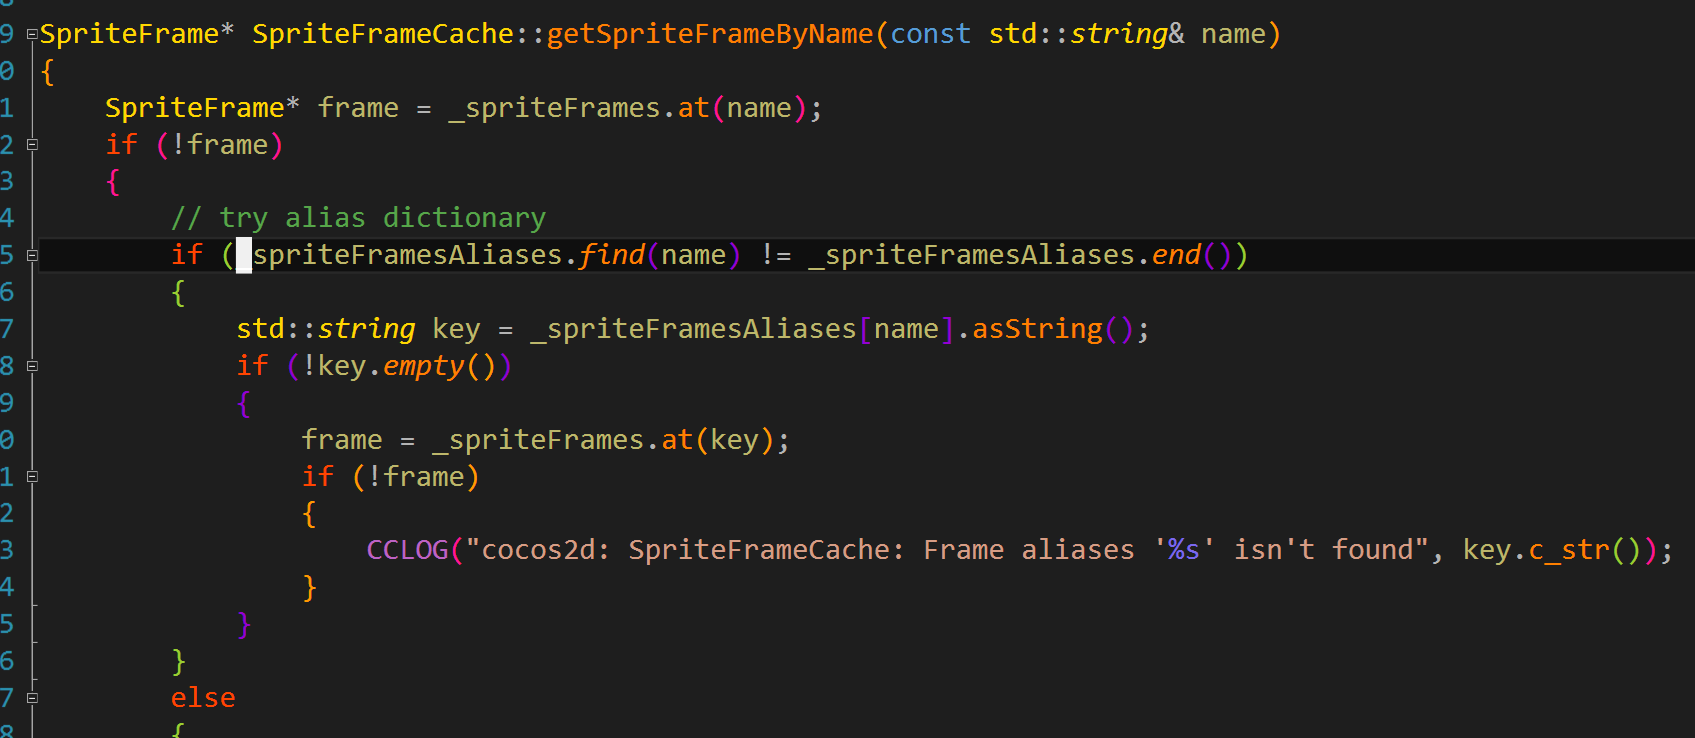 9 SpriteFrame* SpriteFrameCache::getSpriteFrameByName(const std::string& name)
0 {
1 SpriteFrame* frame = _spriteFrames.at(name);
2 if (!frame)
3 {
4 // try alias dictionary
5 if (_spriteFramesAliases.find(name) != _spriteFramesAliases.end())
6 {
7 std::string key = _spriteFramesAliases[name].asString();
8 if (!key.empty())
9 {
0 frame = _spriteFrames.at(key);
1 if (!frame)
2 {
3 CCLOG("cocos2d: SpriteFrameCache: Frame aliases '%s' isn't found", key.c_str());
4 }
5 }
6 }
7 else
8 {